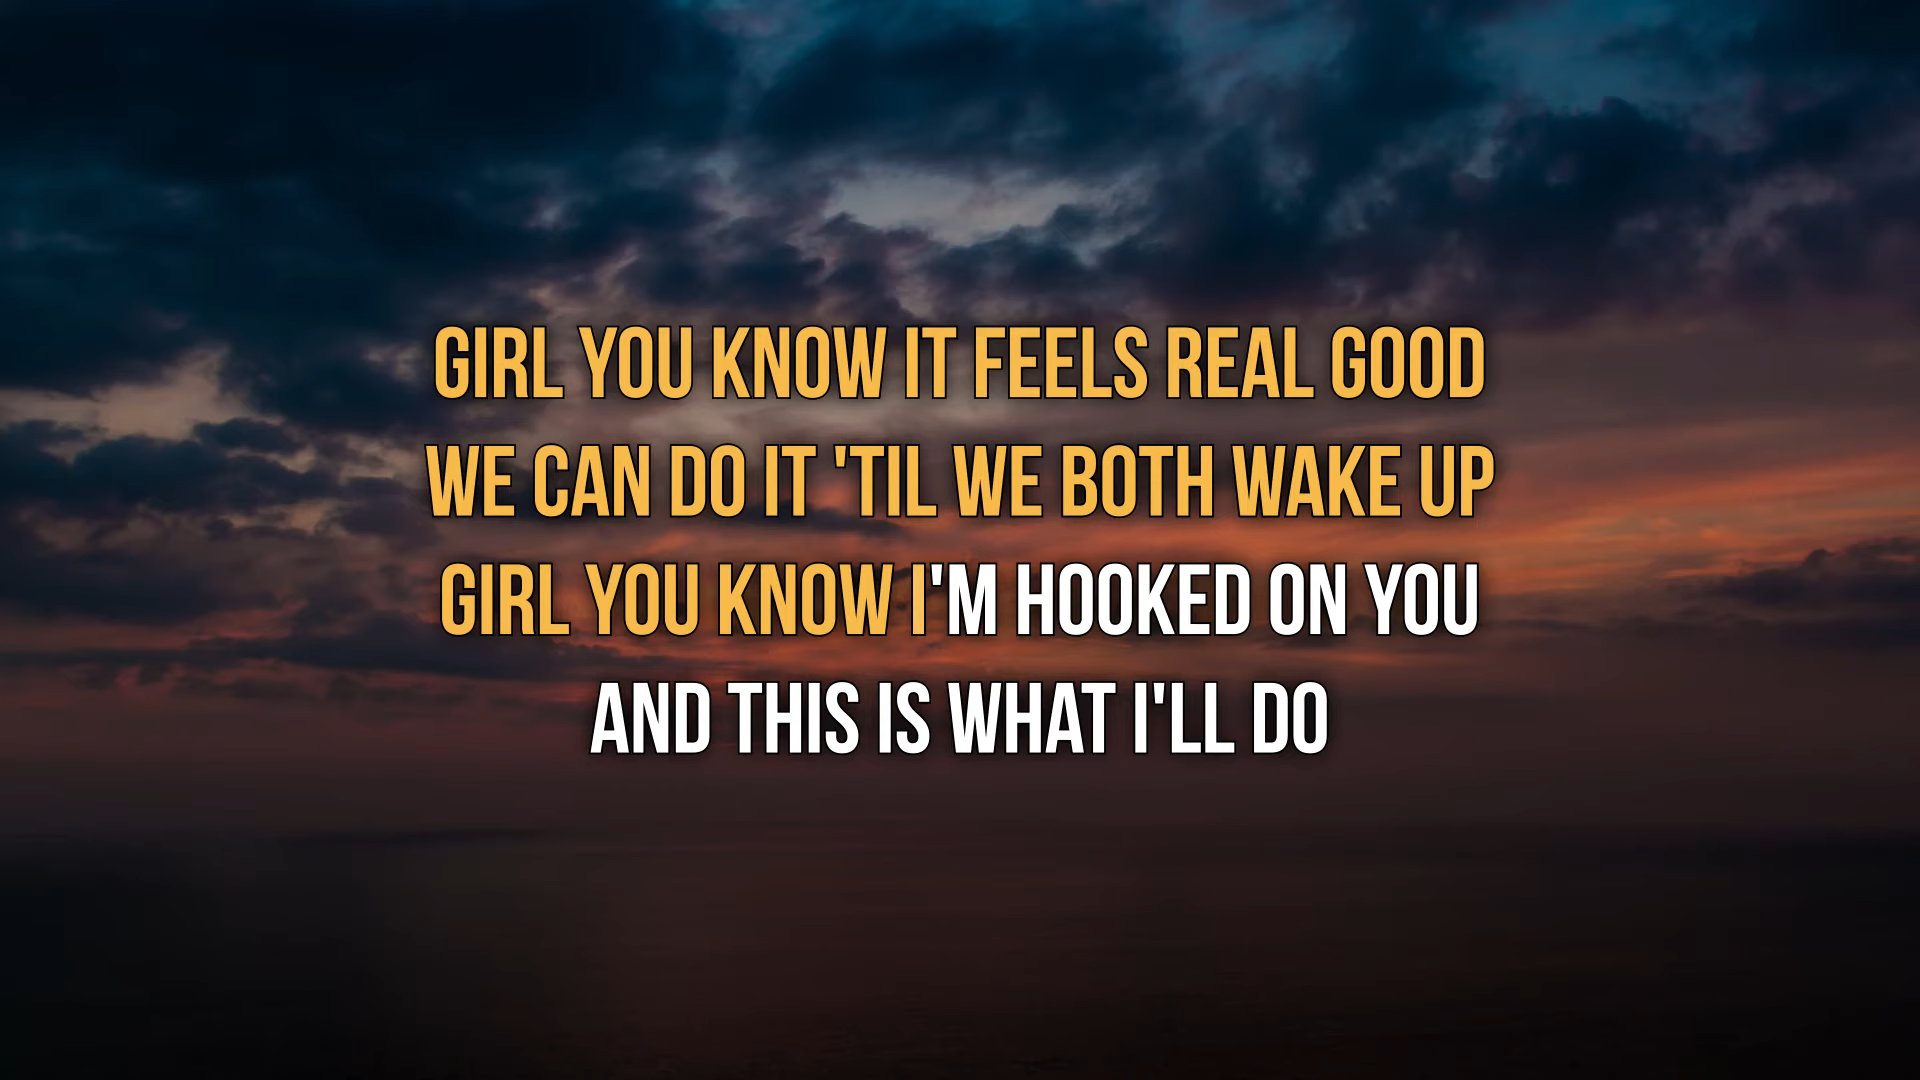 GIRL YOU KNOW IT FEELS REAL GOOD
WE CAN DO IT 'TIL WE BOTH WAKE UP
GIRL YOU KNOW I'M HOOKED ON YOU
AND THIS IS WHAT I'LL DO